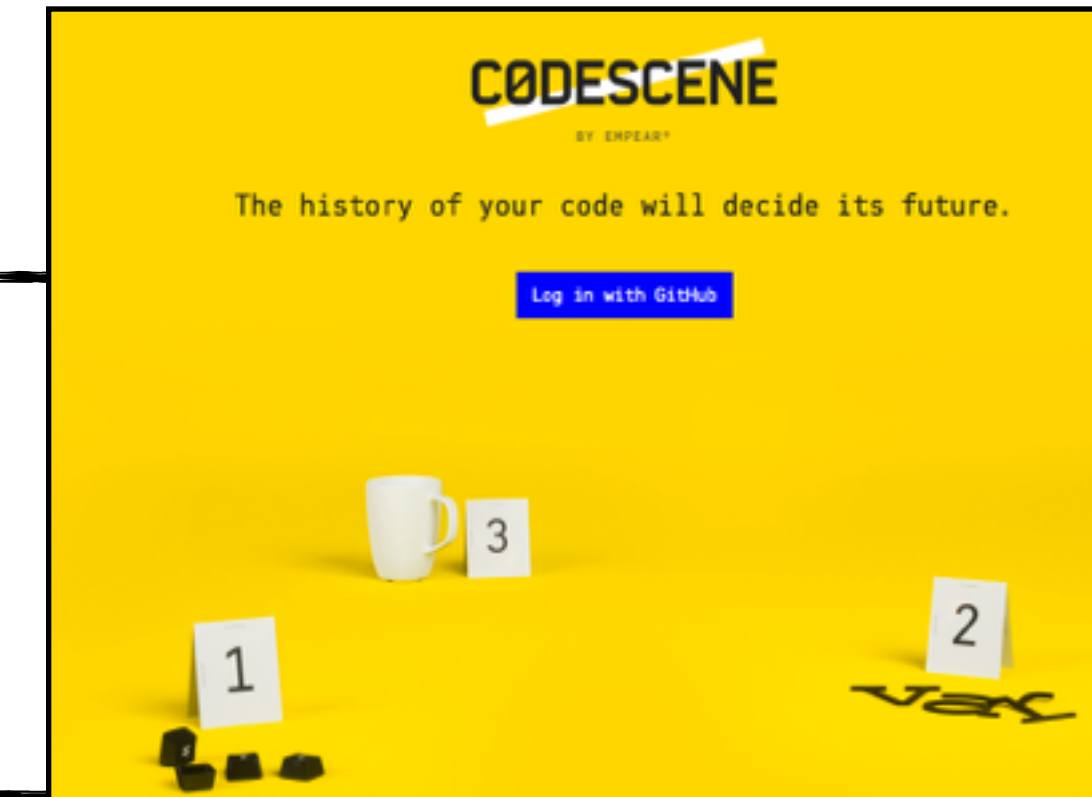 CØDESCENE
BY EMPEAR®
The history of your code will decide its future.
Log in with GitHub
3
2
1
var
s